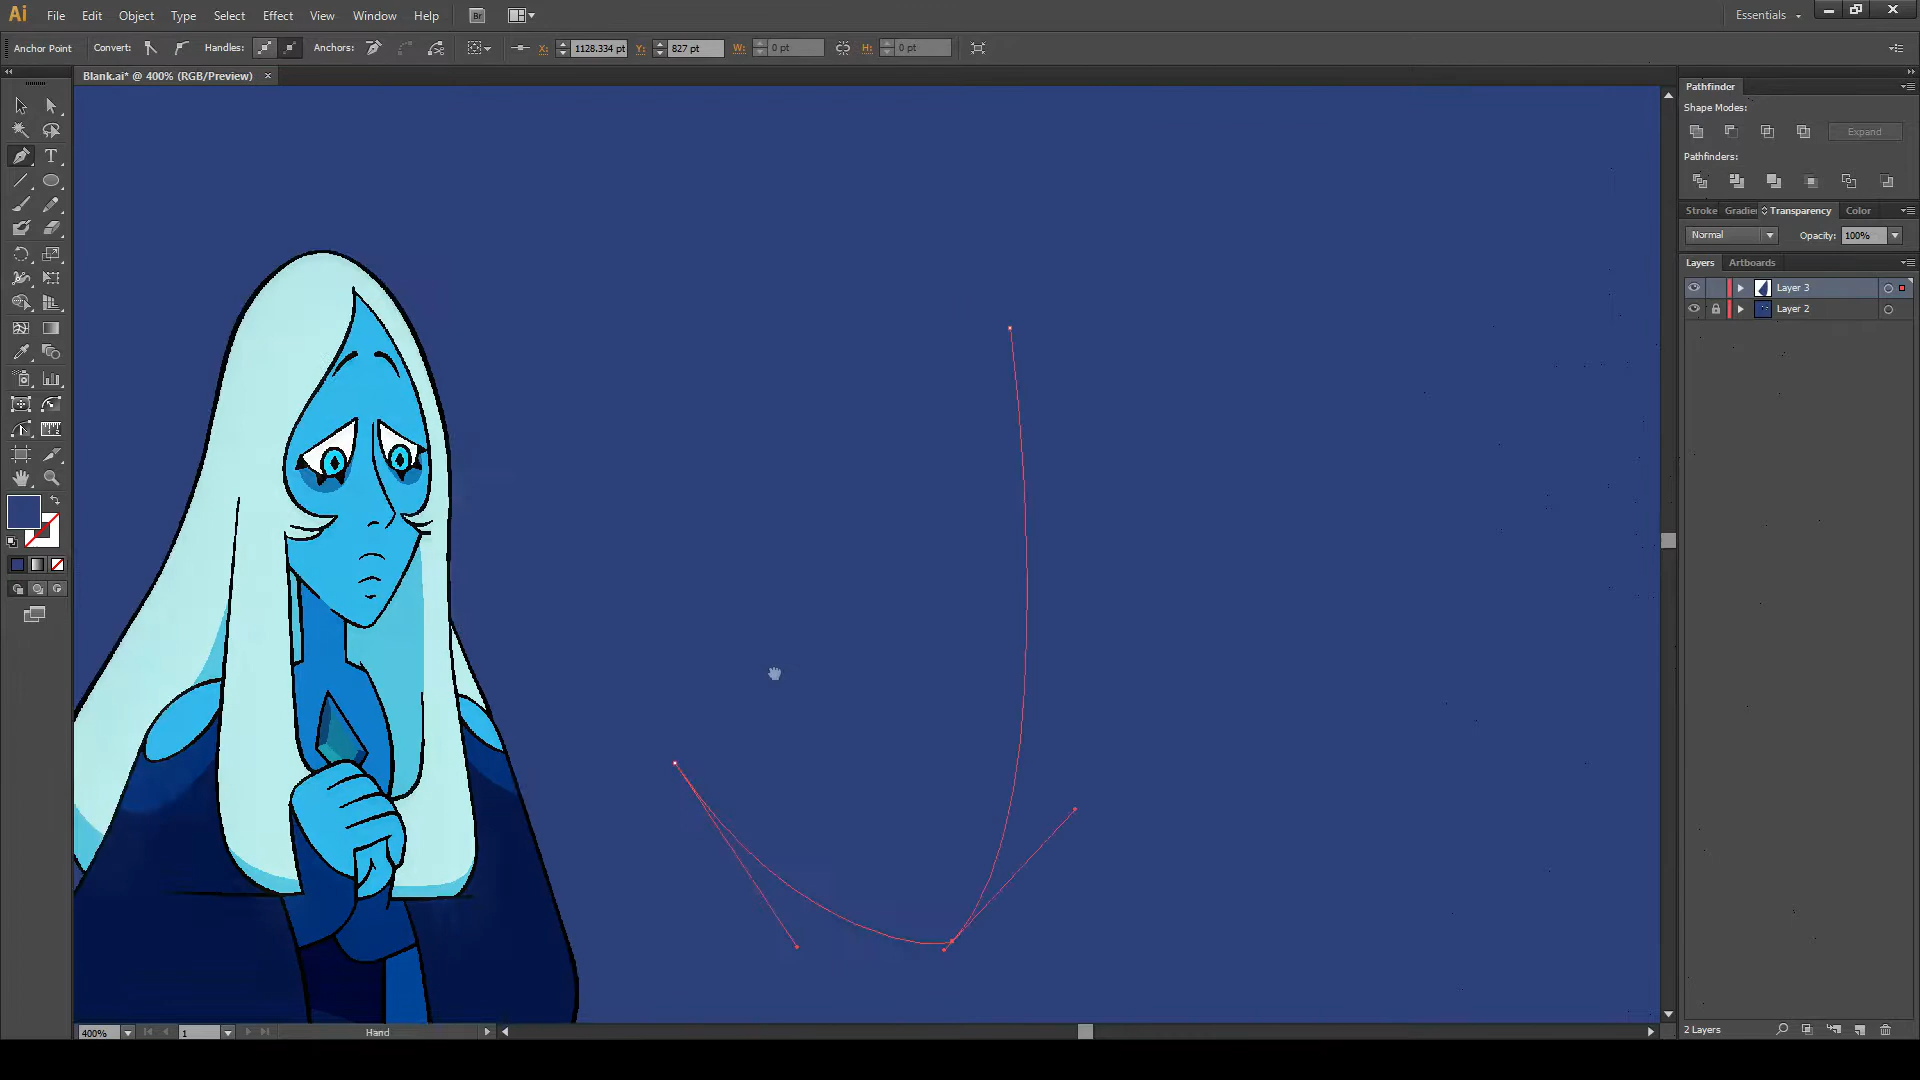 Ai File Edit Object Type Select Effect View Window Help Br Essentials
Anchor Point Convert: Handles: Anchors: X: 1128.334 pt Y: 827 pt W: 0 pt H: 0 pt
Blank.ai* @ 400% (RGB/Preview) ×
Pathfinder
Shape Modes:
Expand
Pathfinders:
Stroke Gradien Transparency Color
Normal Opacity: 100%
Layers Artboards
Layer 3
Layer 2
T
400% 1 Hand
2 Layers